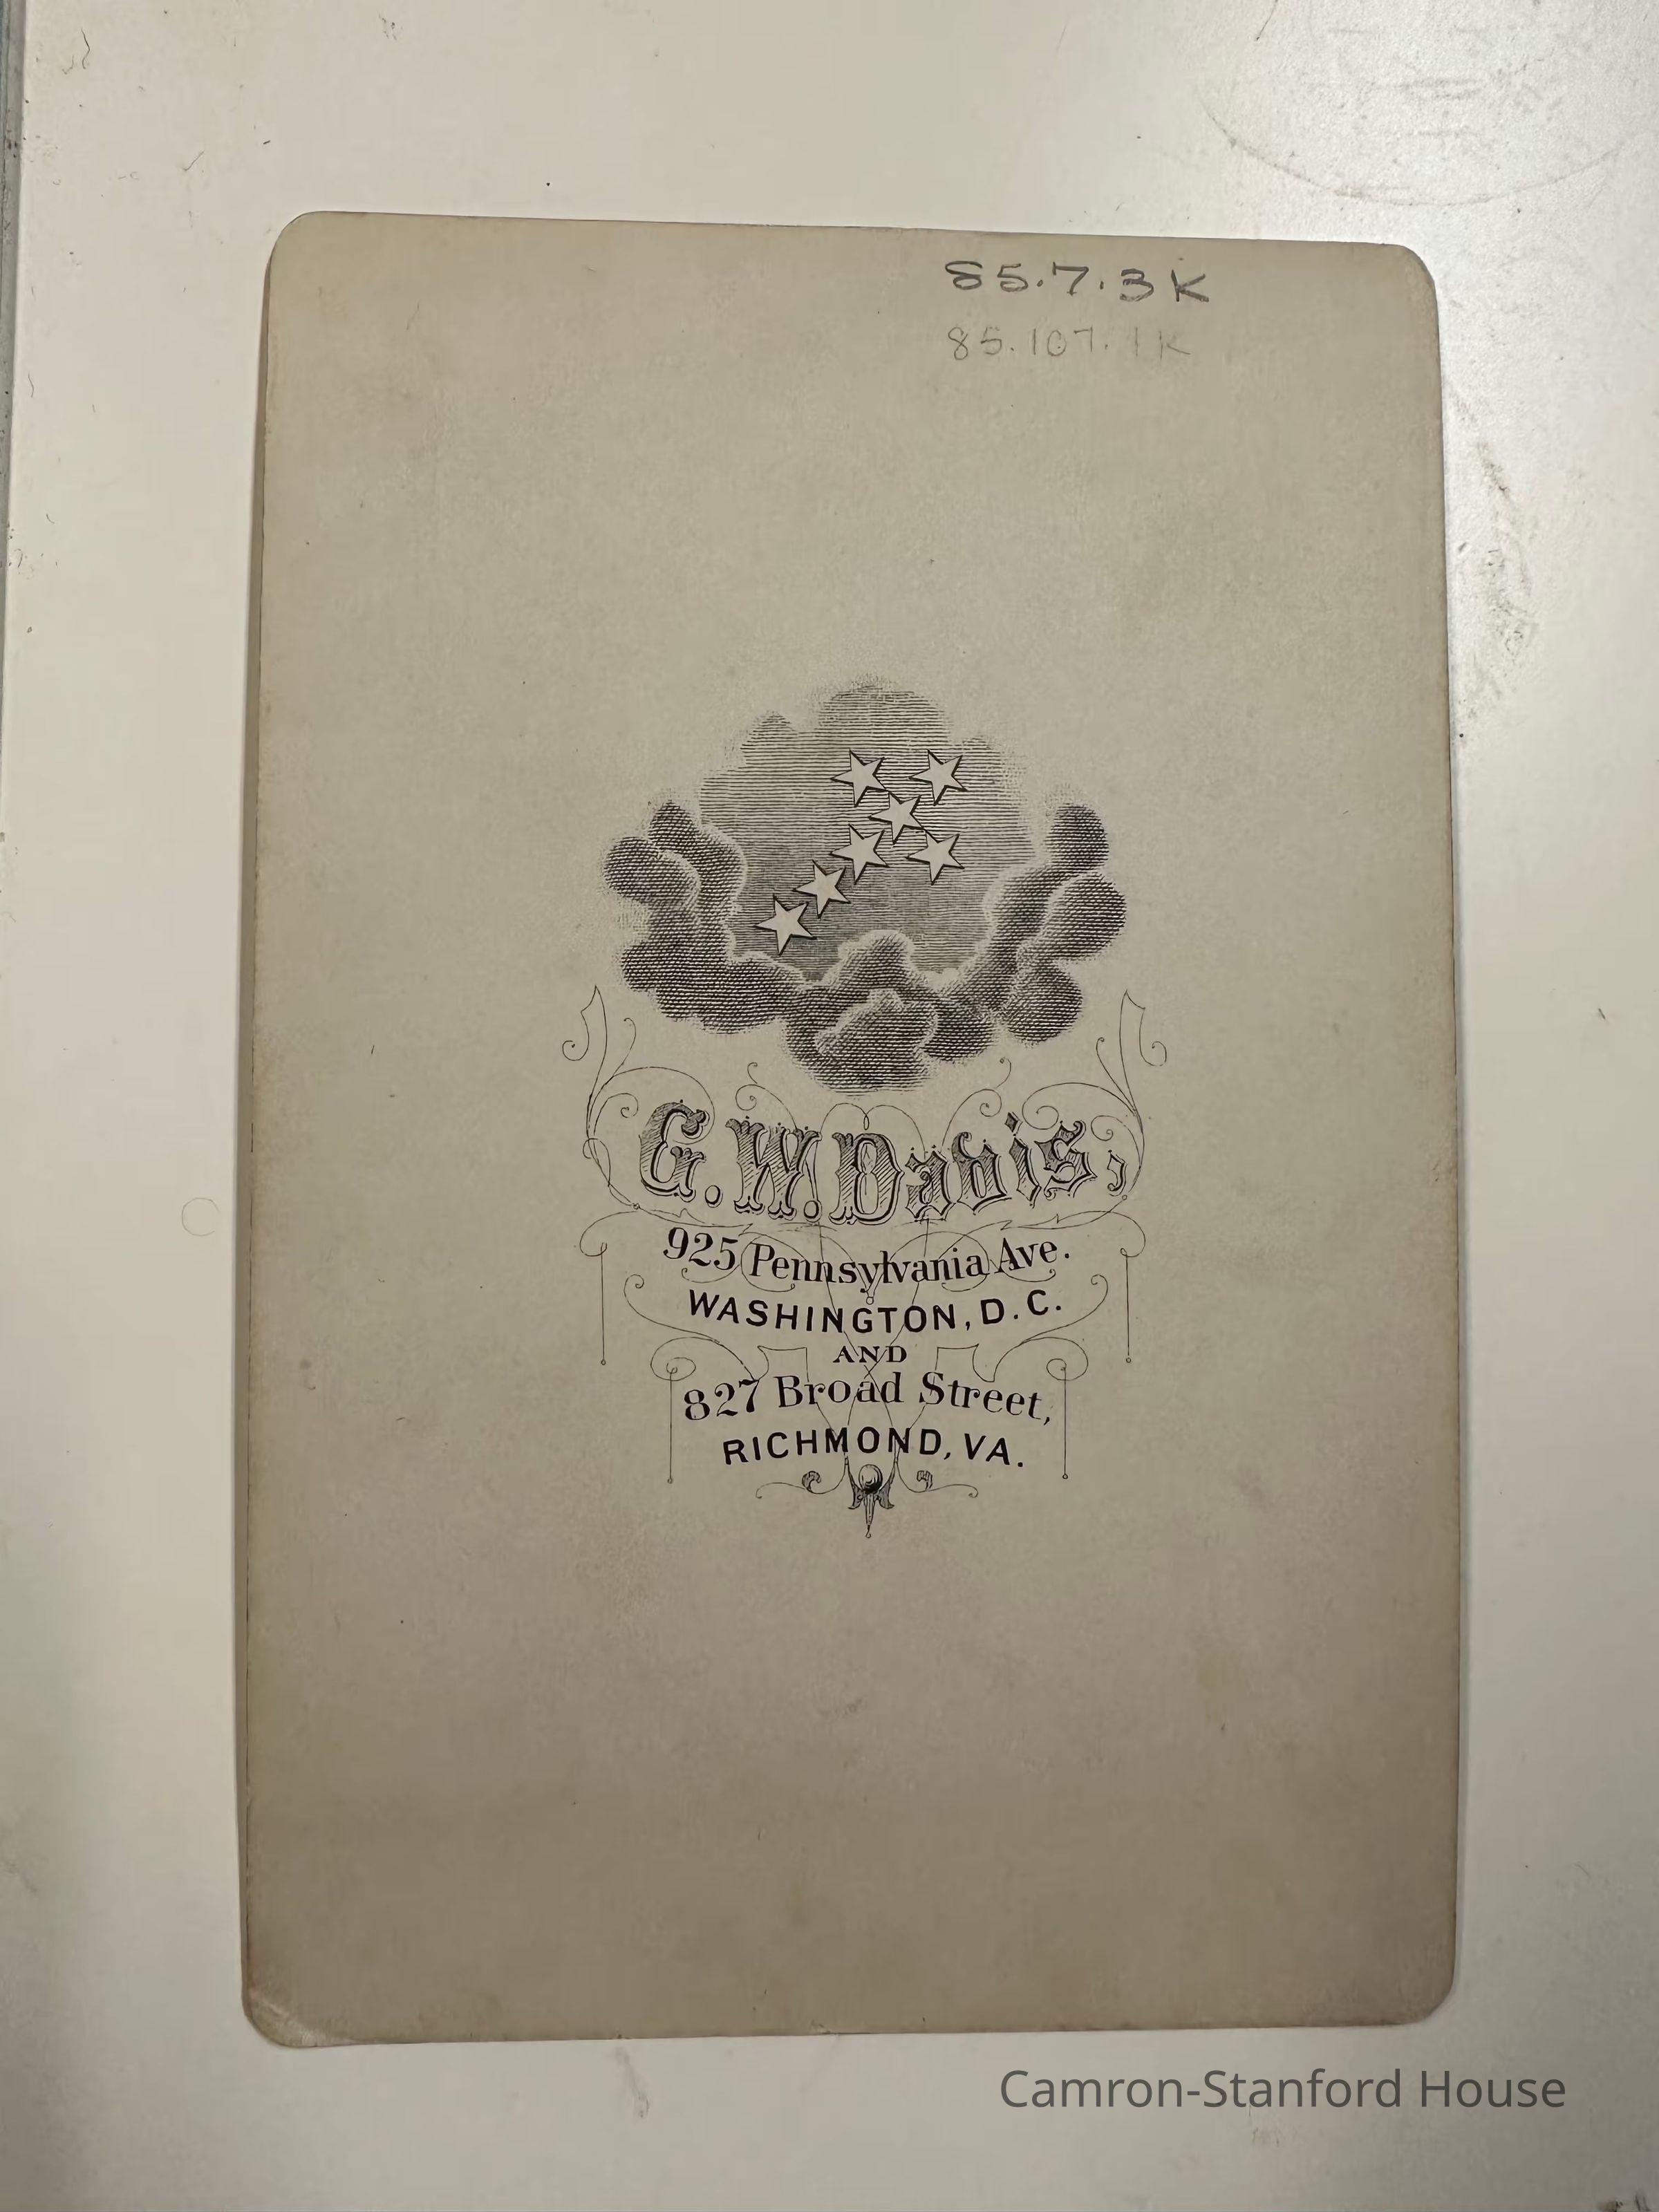 85.7.3K
85.107.1K
G. W. Davis,
925 Pennsylvania Ave.
WASHINGTON, D. C.
AND
827 Broad Street,
RICHMOND, VA.
Camron-Stanford House